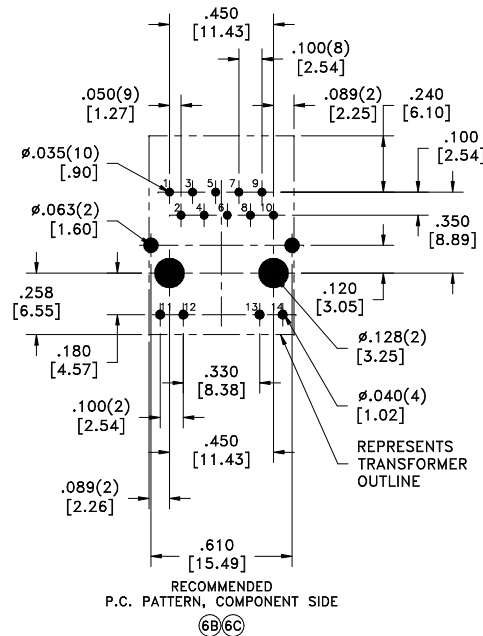 .450
[11.43]
.100(8)
[2.54]
.050(9)
[1.27]
.089(2)
[2.25]
.240
[6.10]
.100
[2.54]
ø.035(10)
[.90]
1 3 5 7 9
2 4 6 8 10
ø.063(2)
[1.60]
.350
[8.89]
.258
[6.55]
.120
[3.05]
11 12 13 14
ø.128(2)
[3.25]
.180
[4.57]
.330
[8.38]
ø.040(4)
[1.02]
.100(2)
[2.54]
.450
[11.43]
REPRESENTS
TRANSFORMER
OUTLINE
.089(2)
[2.26]
.610
[15.49]
RECOMMENDED
P.C. PATTERN, COMPONENT SIDE
6B 6C